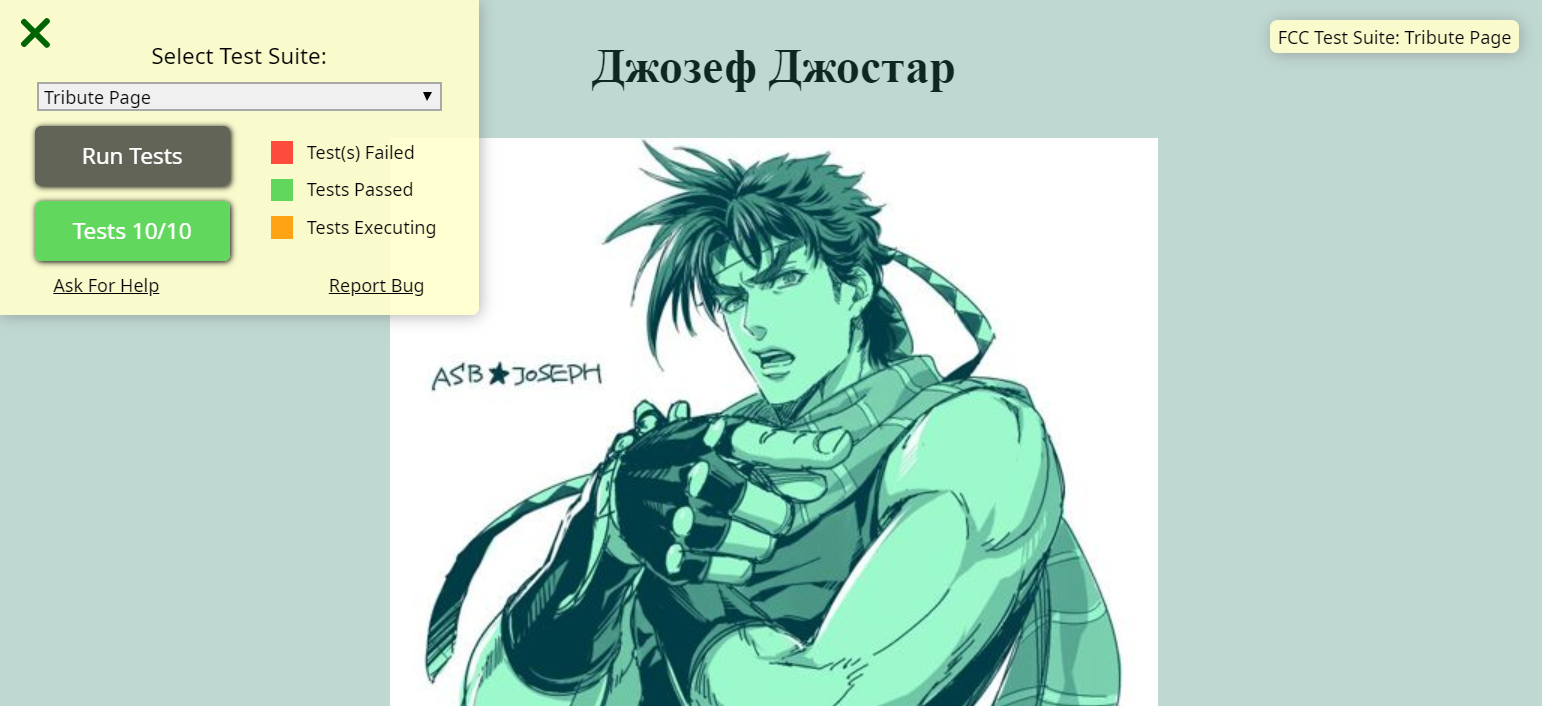 Select Test Suite:
Tribute Page
Run Tests
Tests 10/10
Test(s) Failed
Tests Passed
Tests Executing
Ask For Help
Report Bug
Джозеф Джостар
FCC Test Suite: Tribute Page
ASB★JOSEPH